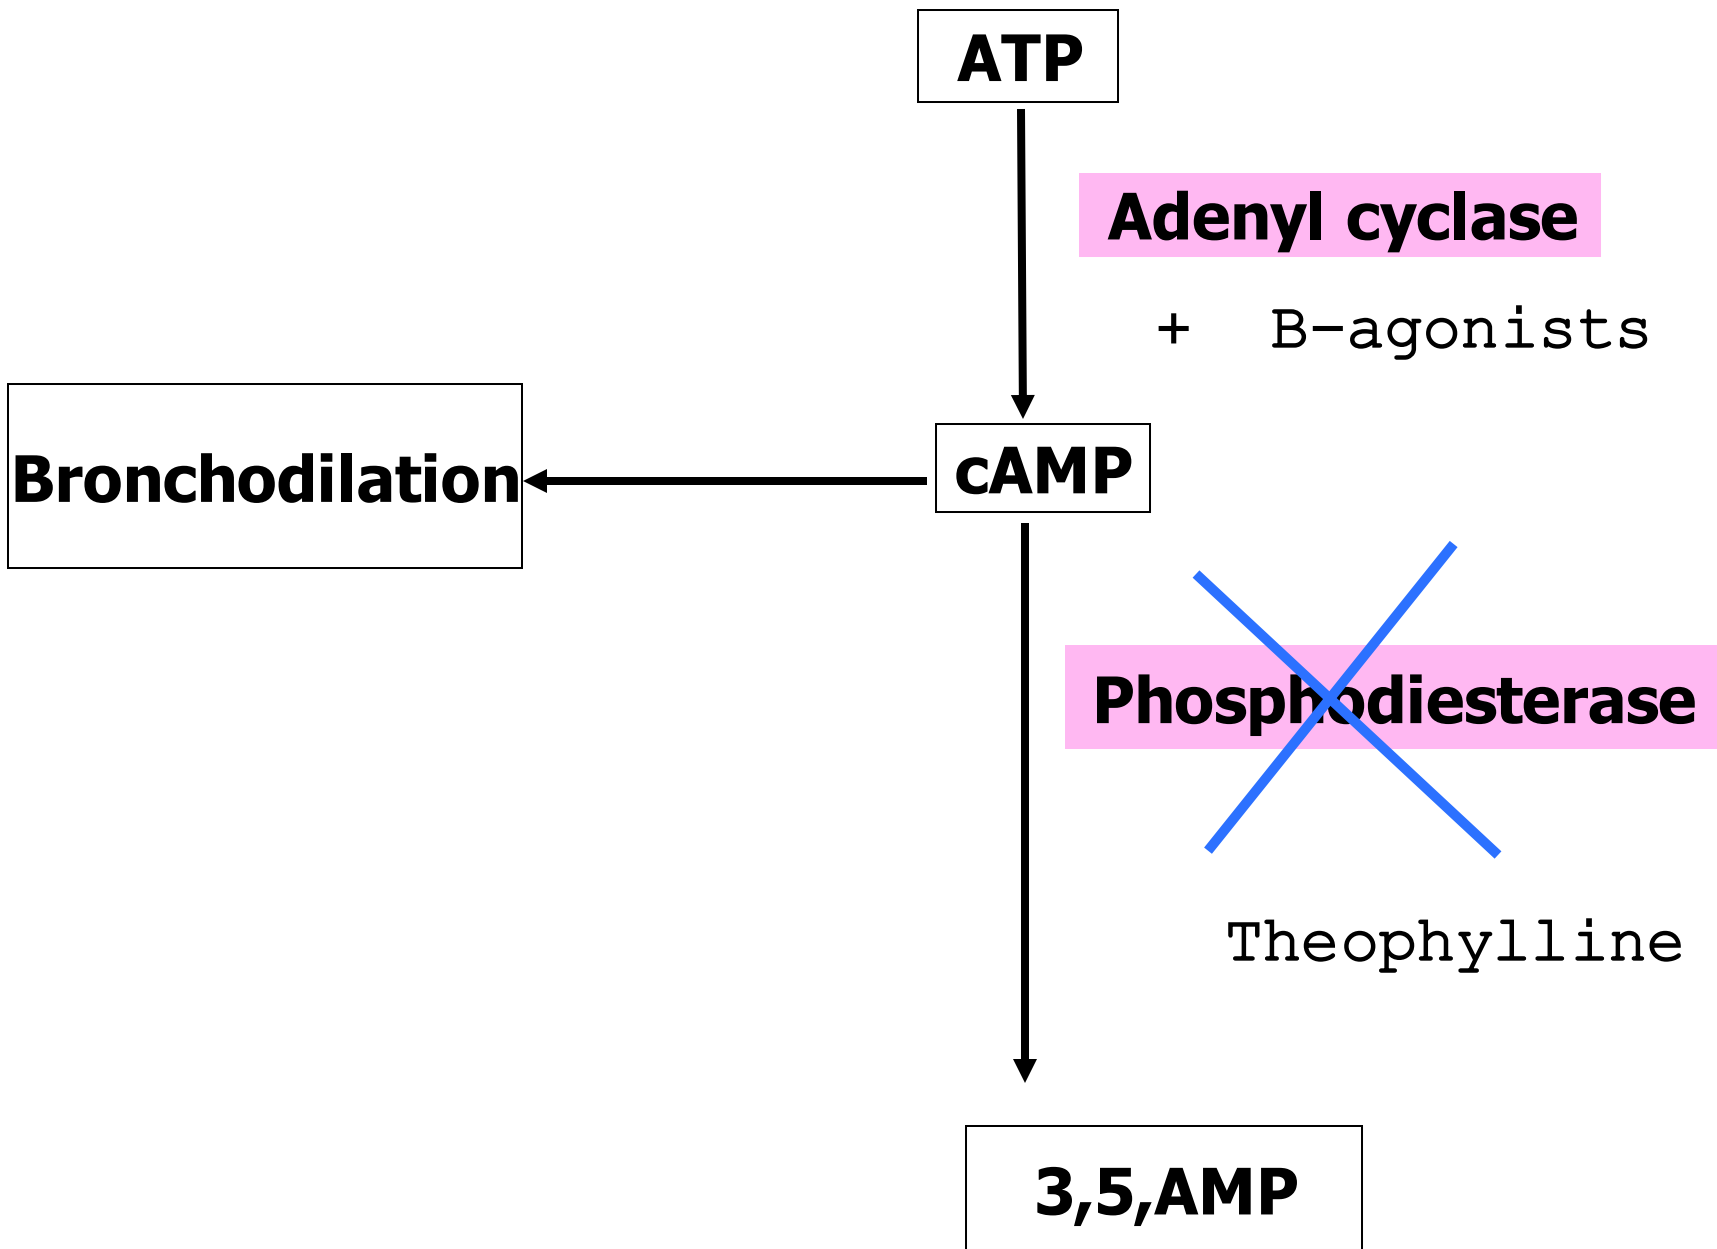 ATP
Adenyl cyclase
+ B-agonists
Bronchodilation
cAMP
Phosphodiesterase
Theophylline
3,5,AMP